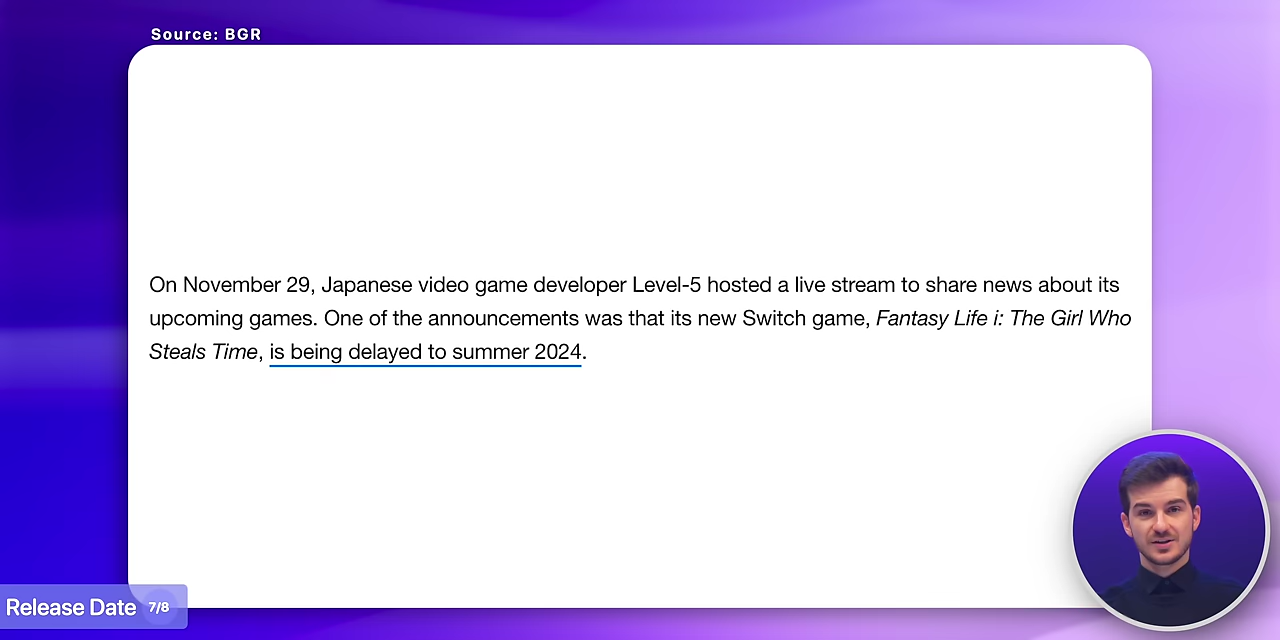 Source: BGR
On November 29, Japanese video game developer Level-5 hosted a live stream to share news about its
upcoming games. One of the announcements was that its new Switch game, Fantasy Life i: The Girl Who
Steals Time, is being delayed to summer 2024.
Release Date 7/8